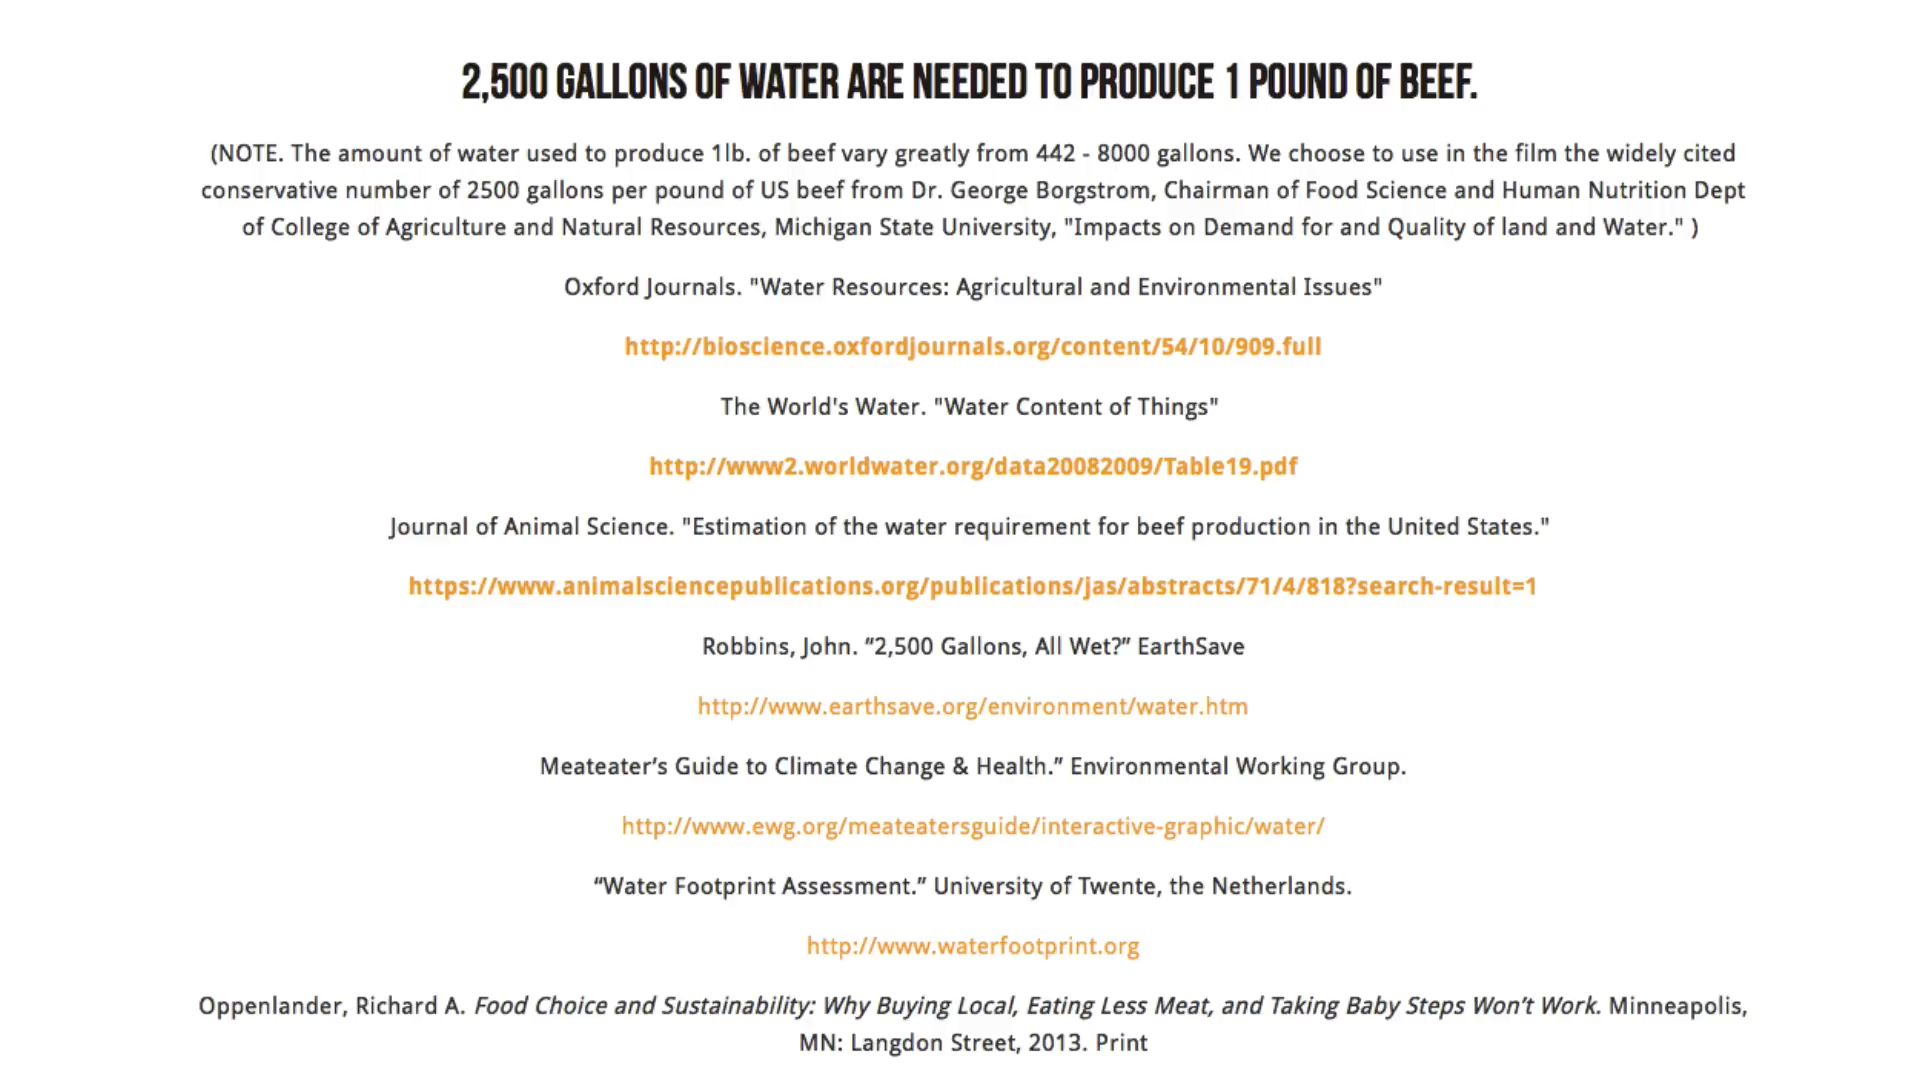 2,500 GALLONS OF WATER ARE NEEDED TO PRODUCE 1 POUND OF BEEF.
(NOTE. The amount of water used to produce 1lb. of beef vary greatly from 442 - 8000 gallons. We choose to use in the film the widely cited
conservative number of 2500 gallons per pound of US beef from Dr. George Borgstrom, Chairman of Food Science and Human Nutrition Dept
of College of Agriculture and Natural Resources, Michigan State University, "Impacts on Demand for and Quality of land and Water." )
Oxford Journals. "Water Resources: Agricultural and Environmental Issues"
http://bioscience.oxfordjournals.org/content/54/10/909.full
The World's Water. "Water Content of Things"
http://www2.worldwater.org/data20082009/Table19.pdf
Journal of Animal Science. "Estimation of the water requirement for beef production in the United States."
https://www.animalsciencepublications.org/publications/jas/abstracts/71/4/818?search-result=1
Robbins, John. “2,500 Gallons, All Wet?” EarthSave
http://www.earthsave.org/environment/water.htm
Meateater’s Guide to Climate Change & Health.” Environmental Working Group.
http://www.ewg.org/meateatersguide/interactive-graphic/water/
“Water Footprint Assessment.” University of Twente, the Netherlands.
http://www.waterfootprint.org
Oppenlander, Richard A. Food Choice and Sustainability: Why Buying Local, Eating Less Meat, and Taking Baby Steps Won’t Work. Minneapolis,
MN: Langdon Street, 2013. Print